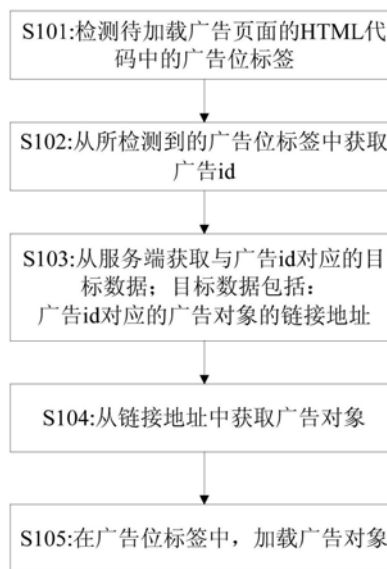 S101:检测待加载广告页面的HTML代
码中的广告位标签
S102:从所检测到的广告位标签中获取
广告id
S103:从服务端获取与广告id对应的目
标数据；目标数据包括：
广告id对应的广告对象的链接地址
S104:从链接地址中获取广告对象
S105:在广告位标签中，加载广告对象